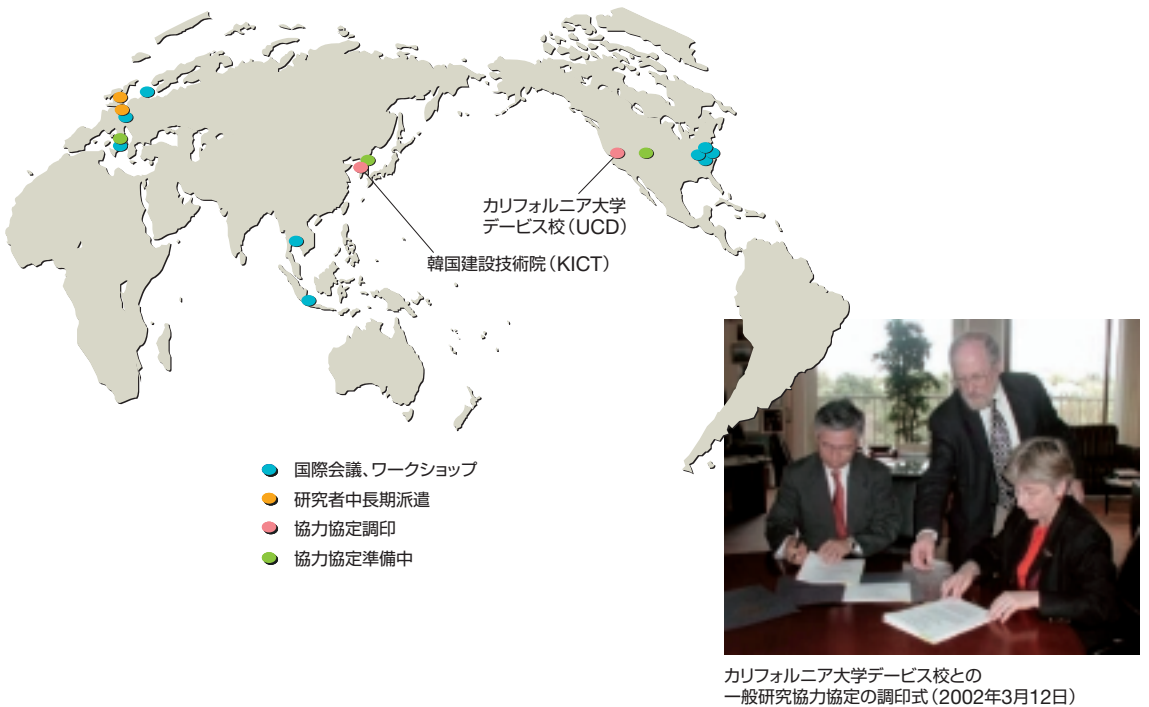 カリフォルニア大学
デービス校(UCD)
韓国建設技術院(KICT)
国際会議、ワークショップ
研究者中長期派遣
協力協定調印
協力協定準備中
カリフォルニア大学デービス校との
一般研究協力協定の調印式(2002年3月12日)